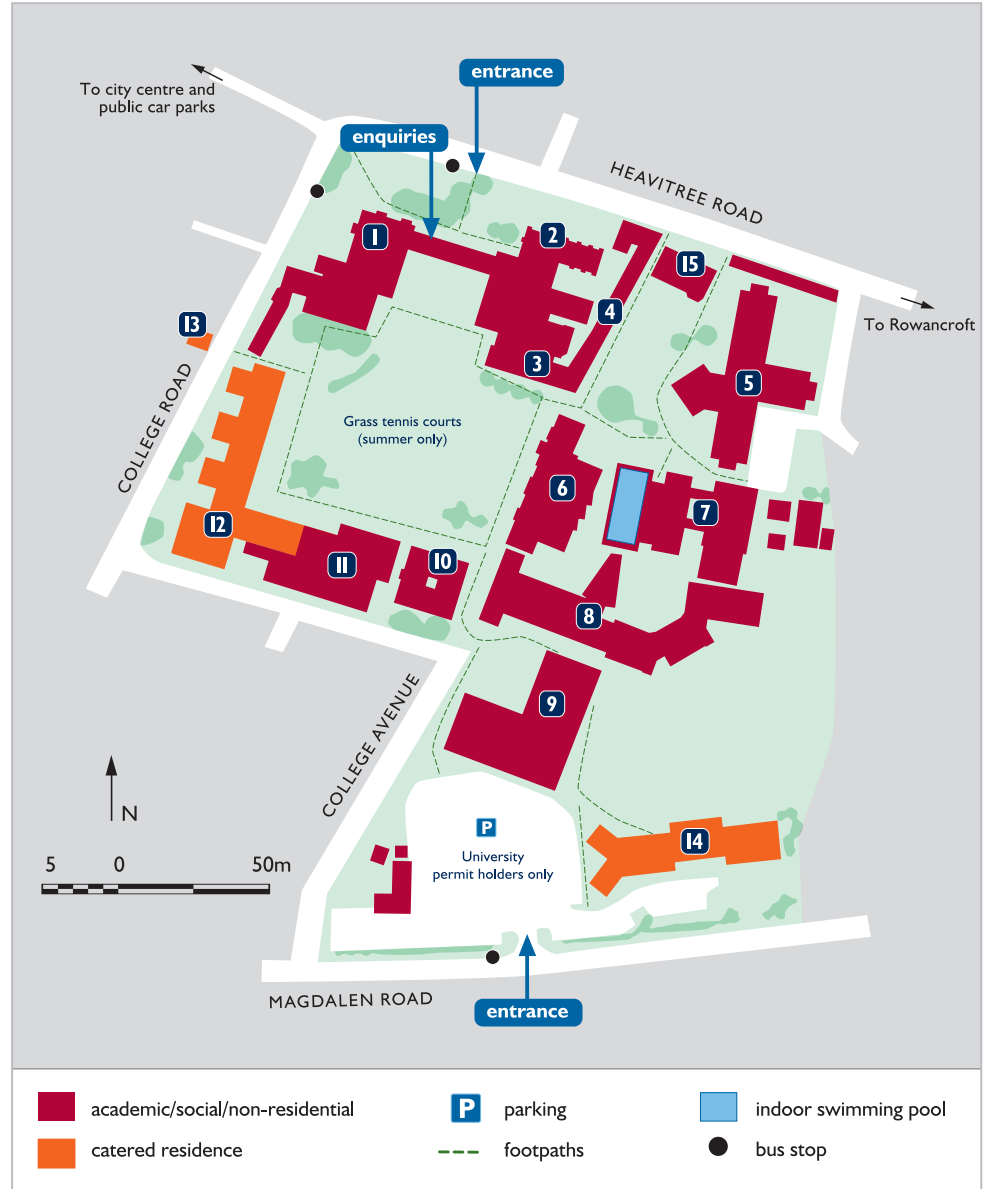 entrance
To city centre and
public car parks
enquiries
HEAVITREE ROAD
1
2
15
4
To Rowancroft
13
3
5
COLLEGE ROAD
Grass tennis courts
(summer only)
6
7
12
11
10
8
9
COLLEGE AVENUE
N
P
University
permit holders only
14
5 0 50m
MAGDALEN ROAD
entrance
academic/social/non-residential
P parking
indoor swimming pool
catered residence
footpaths
bus stop